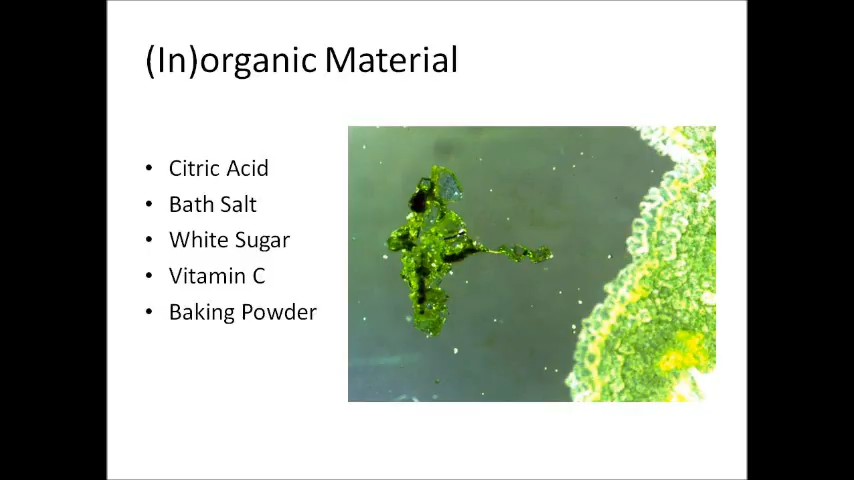 (In)organic Material
• Citric Acid
• Bath Salt
• White Sugar
• Vitamin C
• Baking Powder